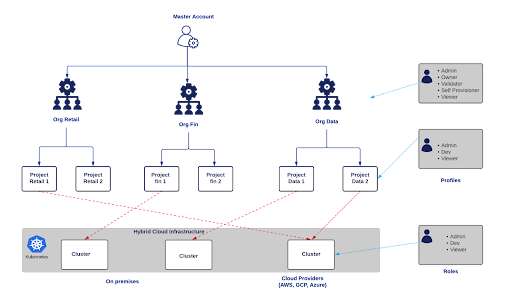 Master Account
Org Retail
Org Fin
Org Data
• Admin
• Owner
• Validator
• Self Provisioner
• Viewer
• Admin
• Dev
• Viewer
Profiles
Project
Retail 1
Project
Retail 2
Project
fin 1
Project
fin 2
Project
Data 1
Project
Data 2
Hybrid Cloud Infrastructure
Kubernetes
Cluster
Cluster
Cluster
On premises
Cloud Providers
(AWS, GCP, Azure)
• Admin
• Dev
• Viewer
Roles